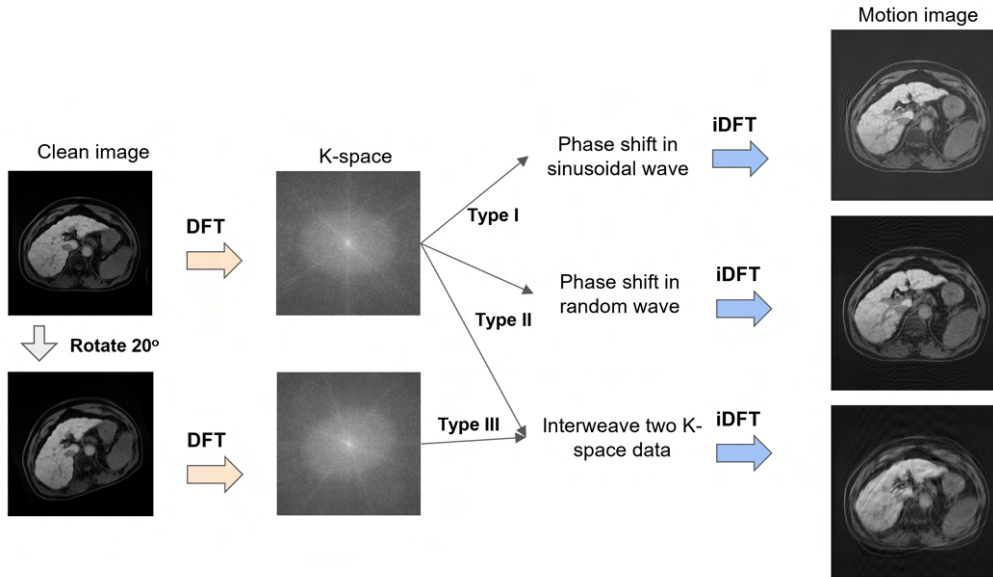 Motion image
Clean image
K-space
DFT
Type I
Phase shift in
sinusoidal wave
iDFT
Rotate 20º
Type II
Phase shift in
random wave
iDFT
DFT
Type III
Interweave two K-
space data
iDFT